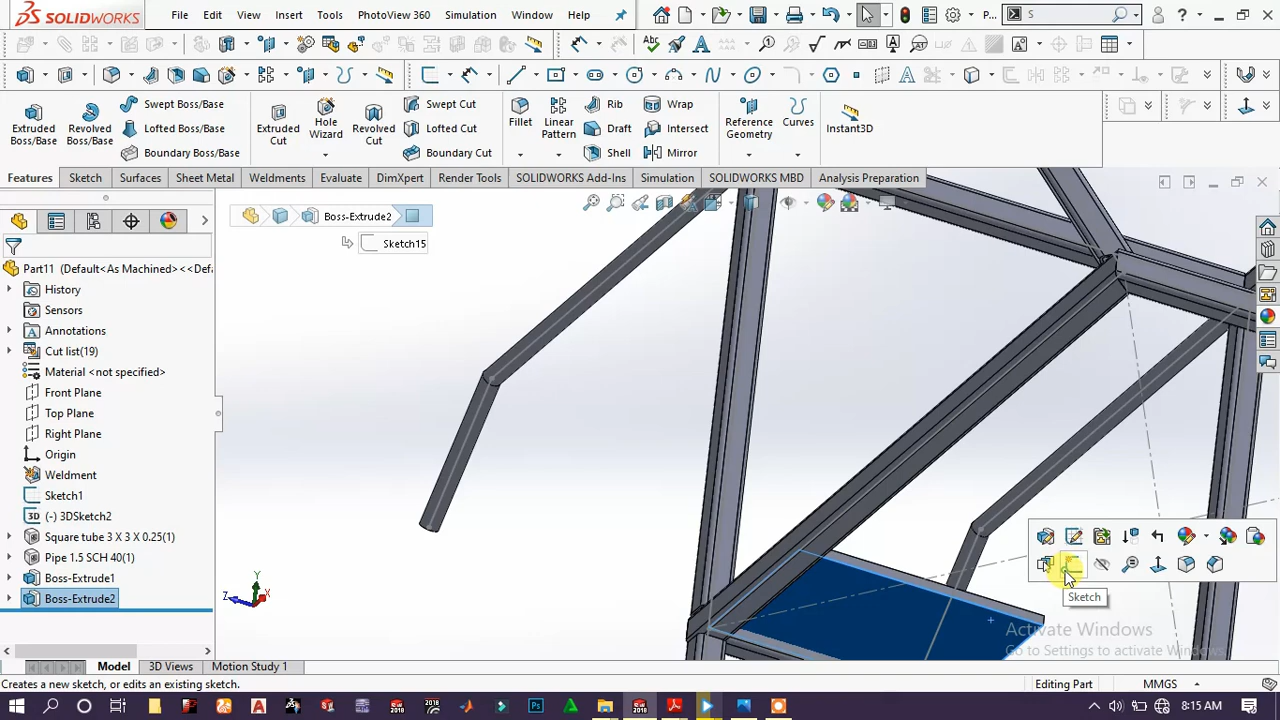 SOLIDWORKS File Edit View Insert Tools PhotoView 360 Simulation Window Help P... S
Extruded Boss/Base
Revolved Boss/Base
Swept Boss/Base
Lofted Boss/Base
Boundary Boss/Base
Extruded Cut
Hole Wizard
Revolved Cut
Swept Cut
Lofted Cut
Boundary Cut
Fillet
Linear Pattern
Rib
Draft
Shell
Wrap
Intersect
Mirror
Reference Geometry
Curves
Instant3D
Features Sketch Surfaces Sheet Metal Weldments Evaluate DimXpert Render Tools SOLIDWORKS Add-Ins Simulation SOLIDWORKS MBD Analysis Preparation
Boss-Extrude2
Sketch15
Part11 (Default<As Machined><<Def
History
Sensors
Annotations
Cut list(19)
Material <not specified>
Front Plane
Top Plane
Right Plane
Origin
Weldment
Sketch1
3D (-) 3DSketch2
Square tube 3 X 3 X 0.25(1)
Pipe 1.5 SCH 40(1)
Boss-Extrude1
Boss-Extrude2
Y
Z
X
Sketch
Activate Windows
Go to Settings to activate Windows.
Model 3D Views Motion Study 1
Creates a new sketch, or edits an existing sketch. Editing Part MMGS
8:15 AM